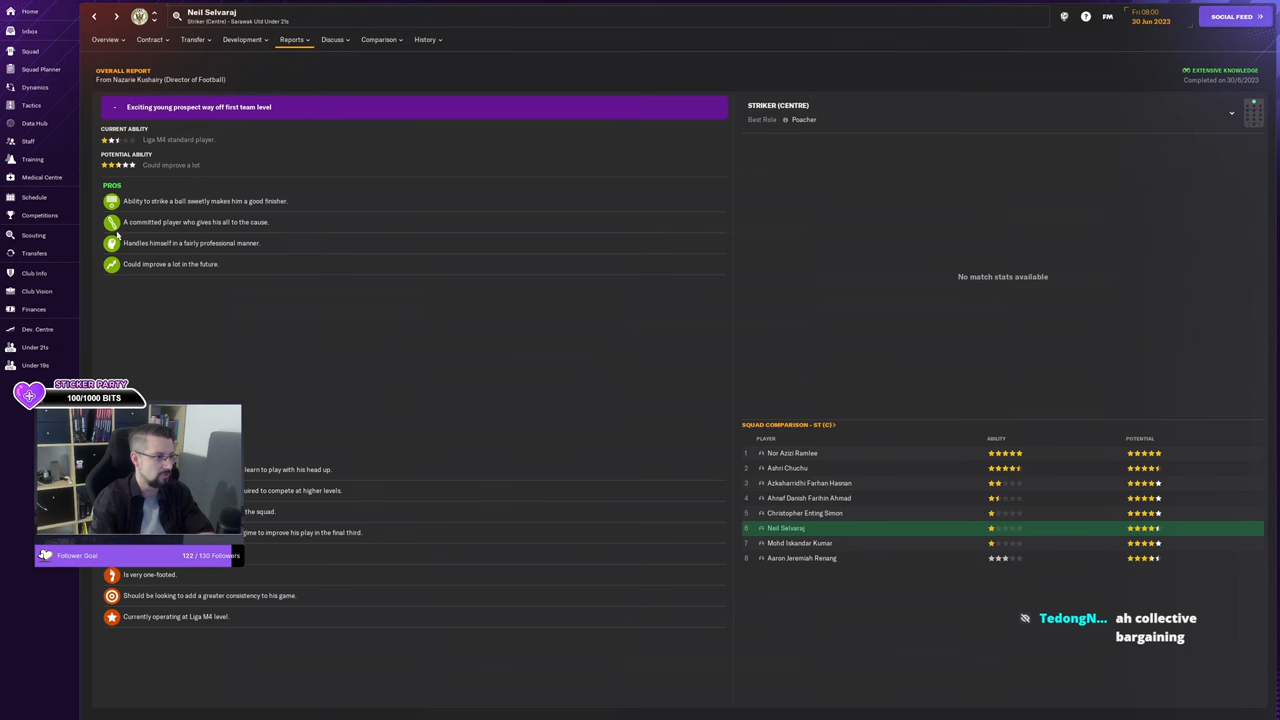 Home
Inbox
Squad
Squad Planner
Dynamics
Tactics
Data Hub
Staff
Training
Medical Centre
Schedule
Competitions
Scouting
Transfers
Club Info
Club Vision
Finances
Dev. Centre
Under 21s
Under 19s
Neil Selvaraj
Striker (Centre) - Sarawak Utd Under 21s
FM
Fri 08:00
30 Jun 2023
SOCIAL FEED
Overview
Contract
Transfer
Development
Reports
Discuss
Comparison
History
OVERALL REPORT
From Nazarie Kushairy (Director of Football)
EXTENSIVE KNOWLEDGE
Completed on 30/6/2023
- Exciting young prospect way off first team level
CURRENT ABILITY
Liga M4 standard player.
POTENTIAL ABILITY
Could improve a lot
PROS
Ability to strike a ball sweetly makes him a good finisher.
A committed player who gives his all to the cause.
Handles himself in a fairly professional manner.
Could improve a lot in the future.
learn to play with his head up.
uired to compete at higher levels.
the squad.
gime to improve his play in the final third.
Is very one-footed.
Should be looking to add a greater consistency to his game.
Currently operating at Liga M4 level.
STRIKER (CENTRE)
Best Role Poacher
No match stats available
SQUAD COMPARISON - ST (C) >
PLAYER ABILITY POTENTIAL
1 Nor Azizi Ramlee
2 Ashri Chuchu
3 Azkaharridhi Farhan Hasnan
4 Ahnaf Danish Farihin Ahmad
5 Christopher Enting Simon
6 Neil Selvaraj
7 Mohd Iskandar Kumar
8 Aaron Jeremiah Renang
STICKER PARTY
100/1000 BITS
Follower Goal 122 / 130 Followers
TedongN... ah collective
bargaining